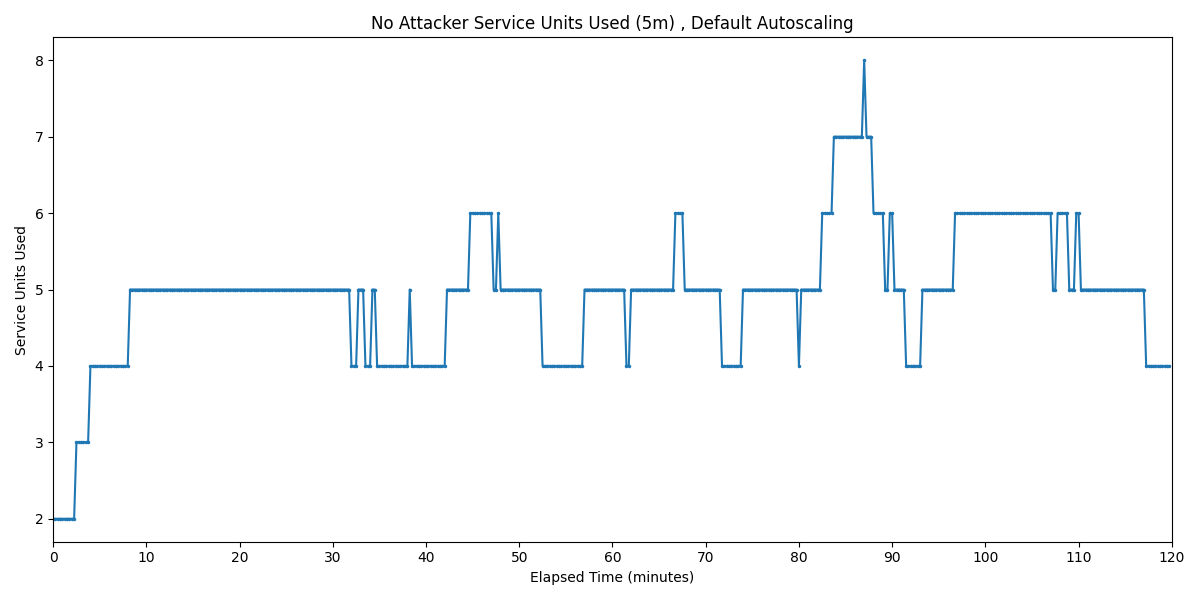 No Attacker Service Units Used (5m) , Default Autoscaling
8
7
6
5
4
3
2
Service Units Used
0 10 20 30 40 50 60 70 80 90 100 110 120
Elapsed Time (minutes)